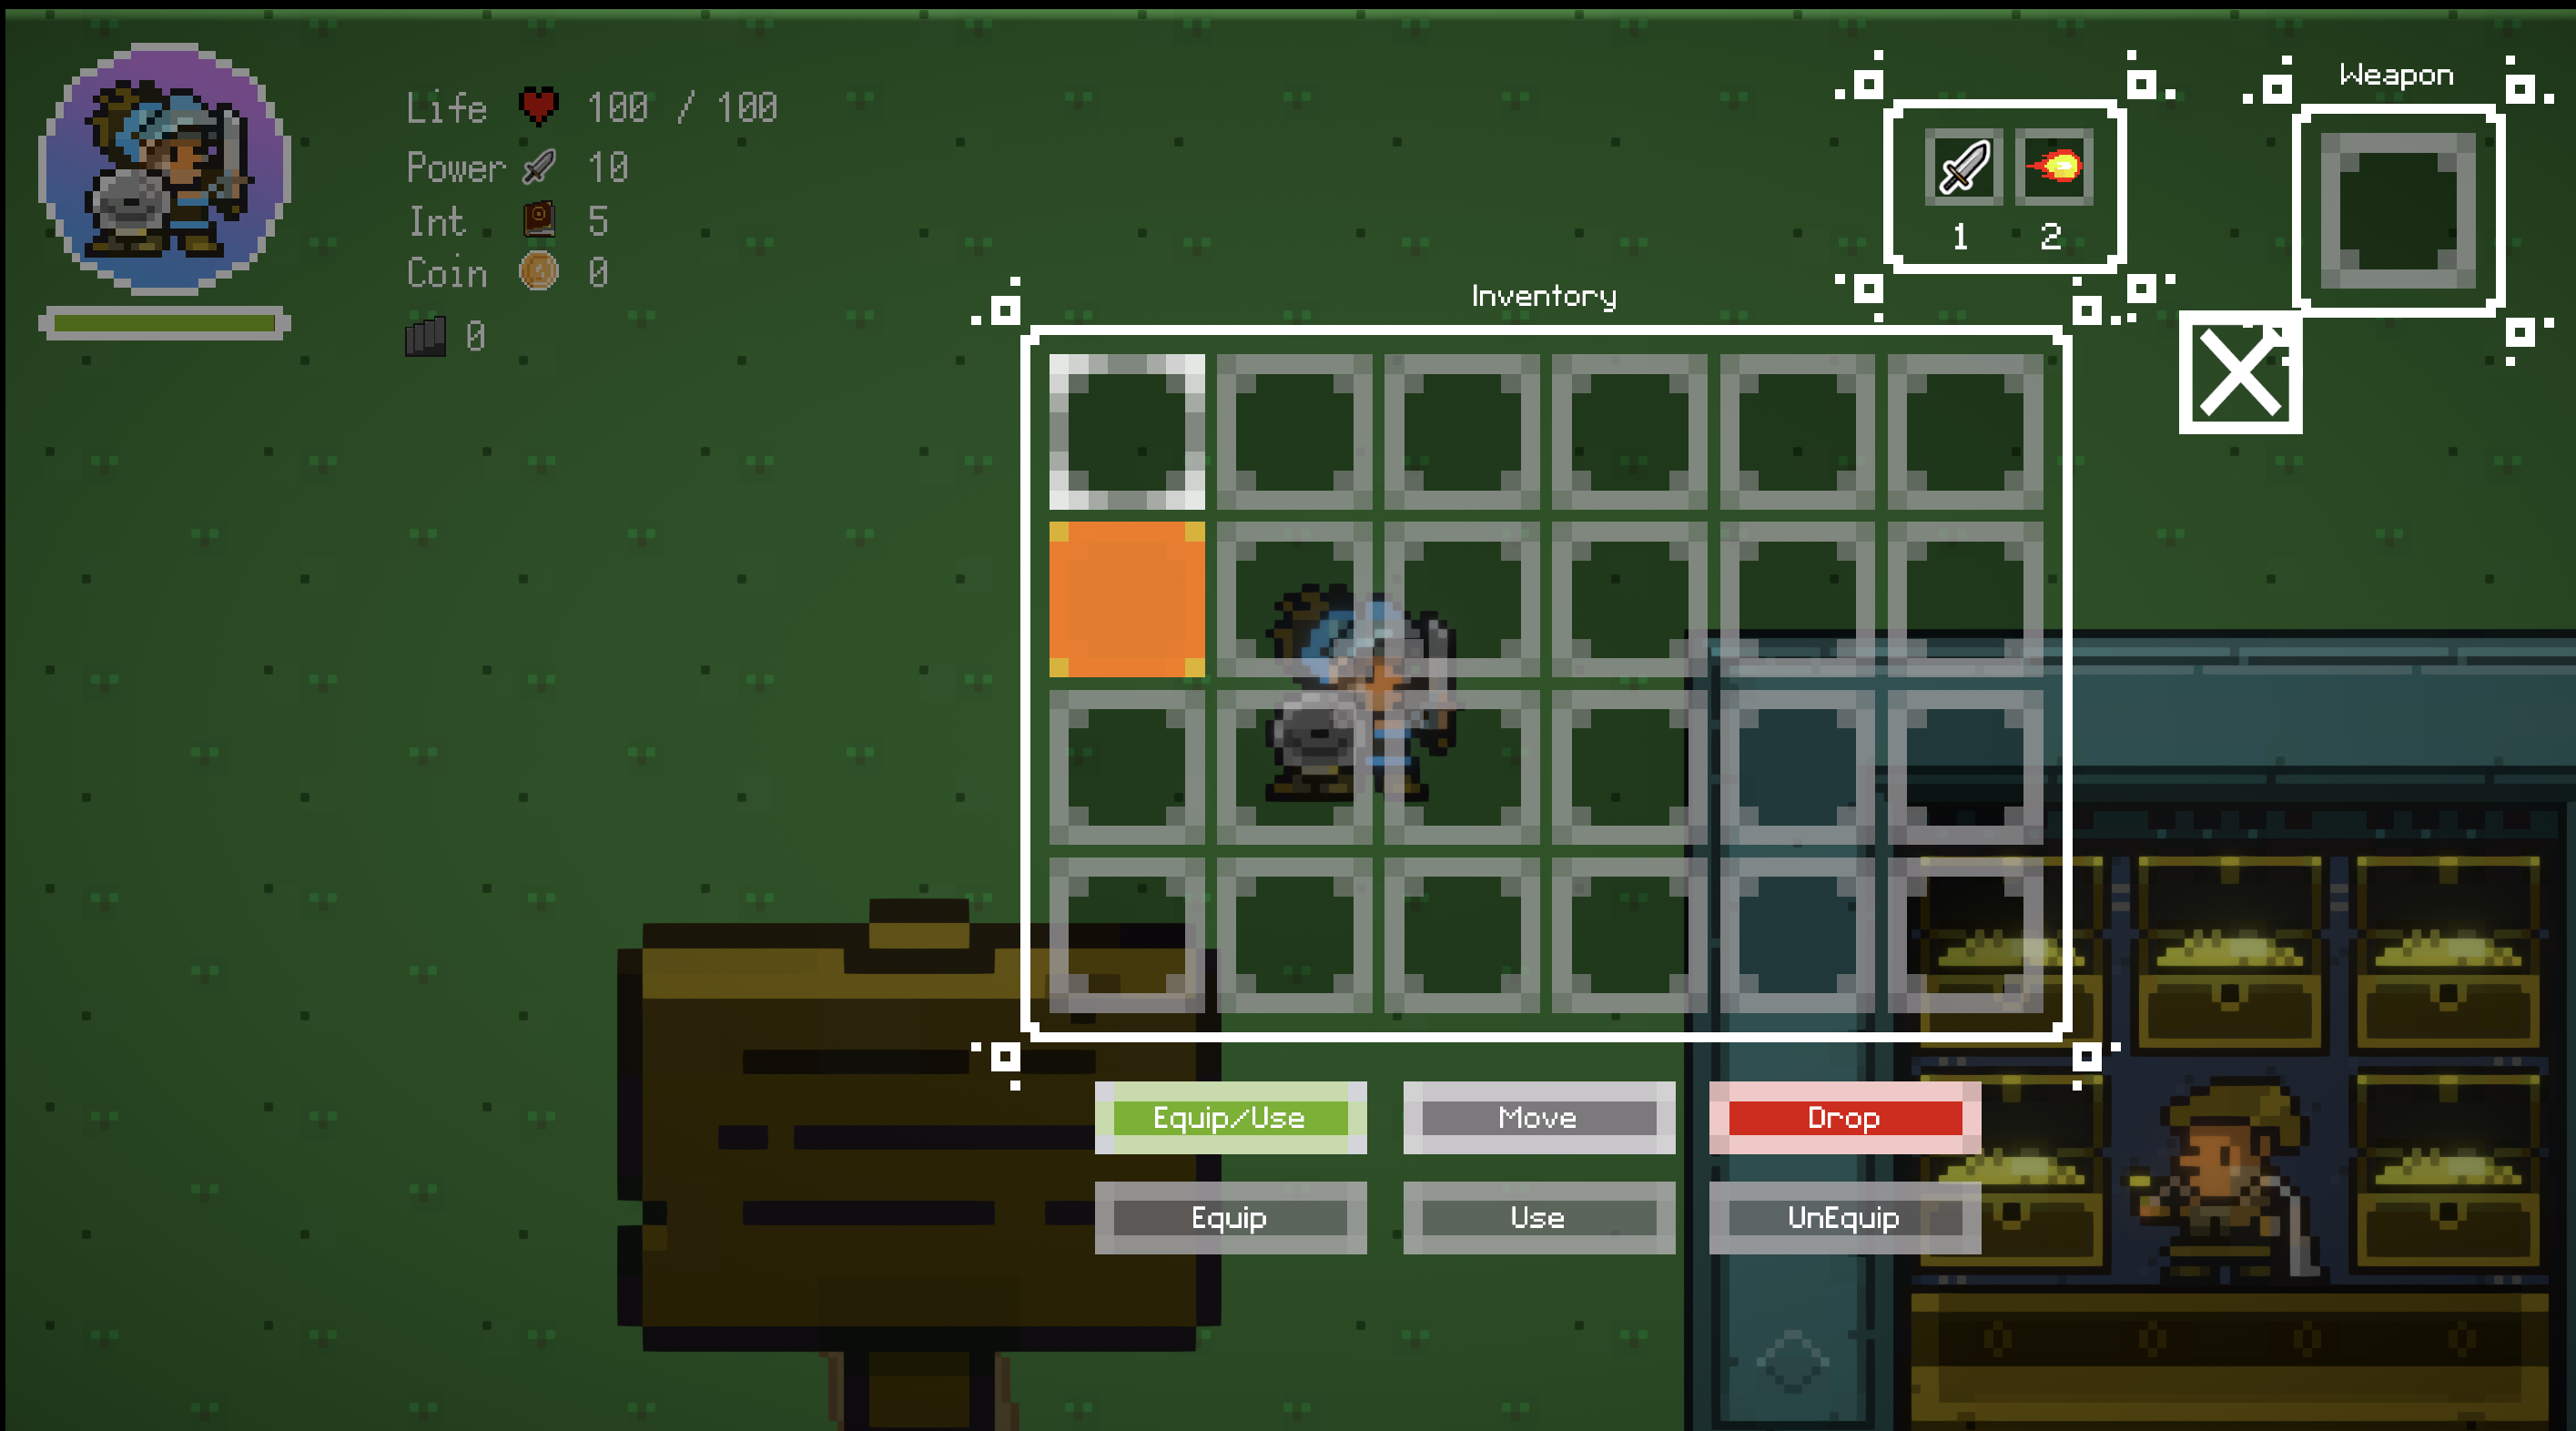 Weapon
Life 100 / 100
Power 10
Int 5
Coin 0
0
1 2
Inventory
Equip/Use Move Drop
Equip Use UnEquip